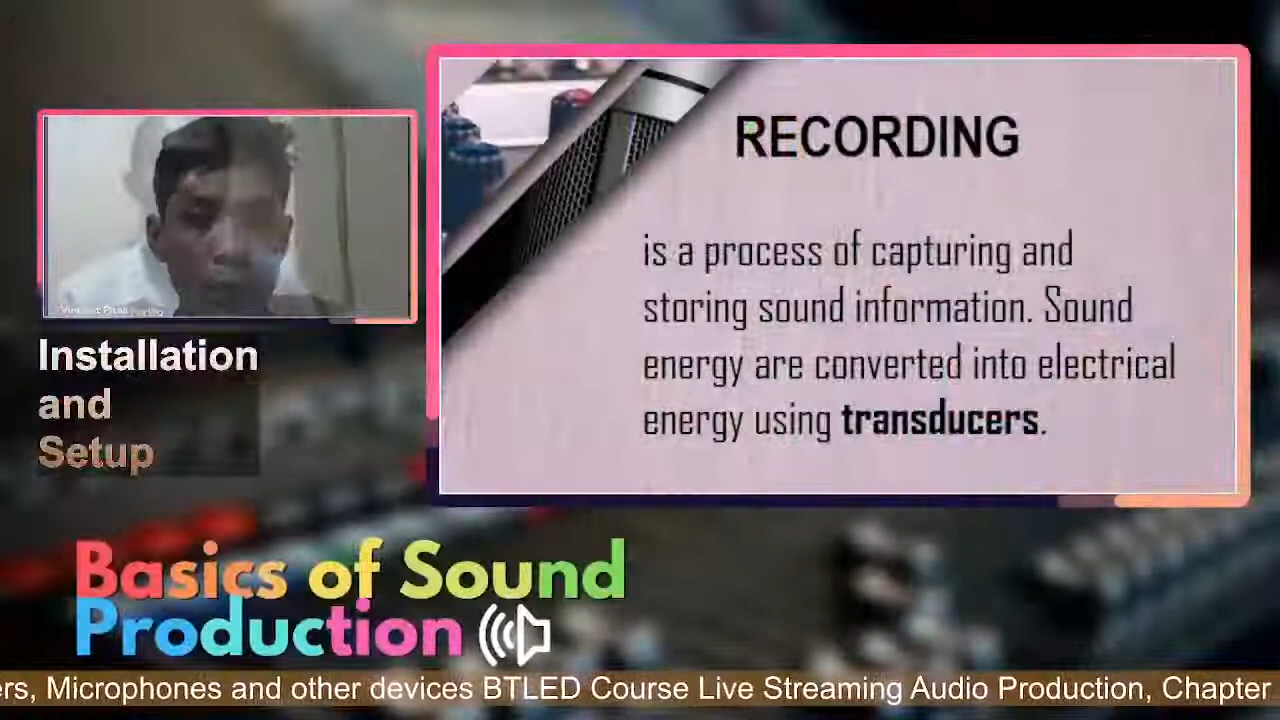 RECORDING
is a process of capturing and
storing sound information. Sound
energy are converted into electrical
energy using transducers.
Installation
and
Setup
Basics of Sound
Production
ers, Microphones and other devices BTLED Course Live Streaming Audio Production, Chapter